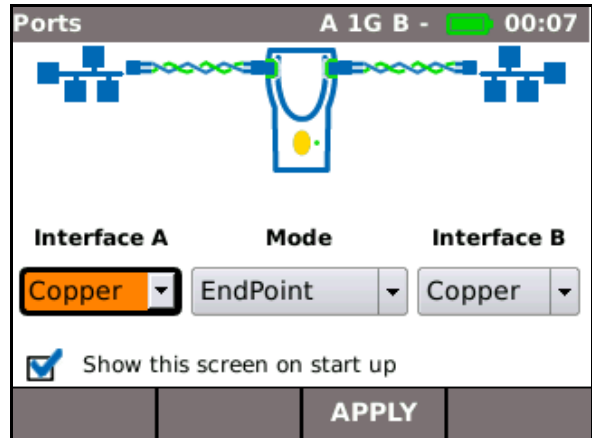 Ports A 1G B - 00:07
Interface A Mode Interface B
Copper EndPoint Copper
Show this screen on start up
APPLY